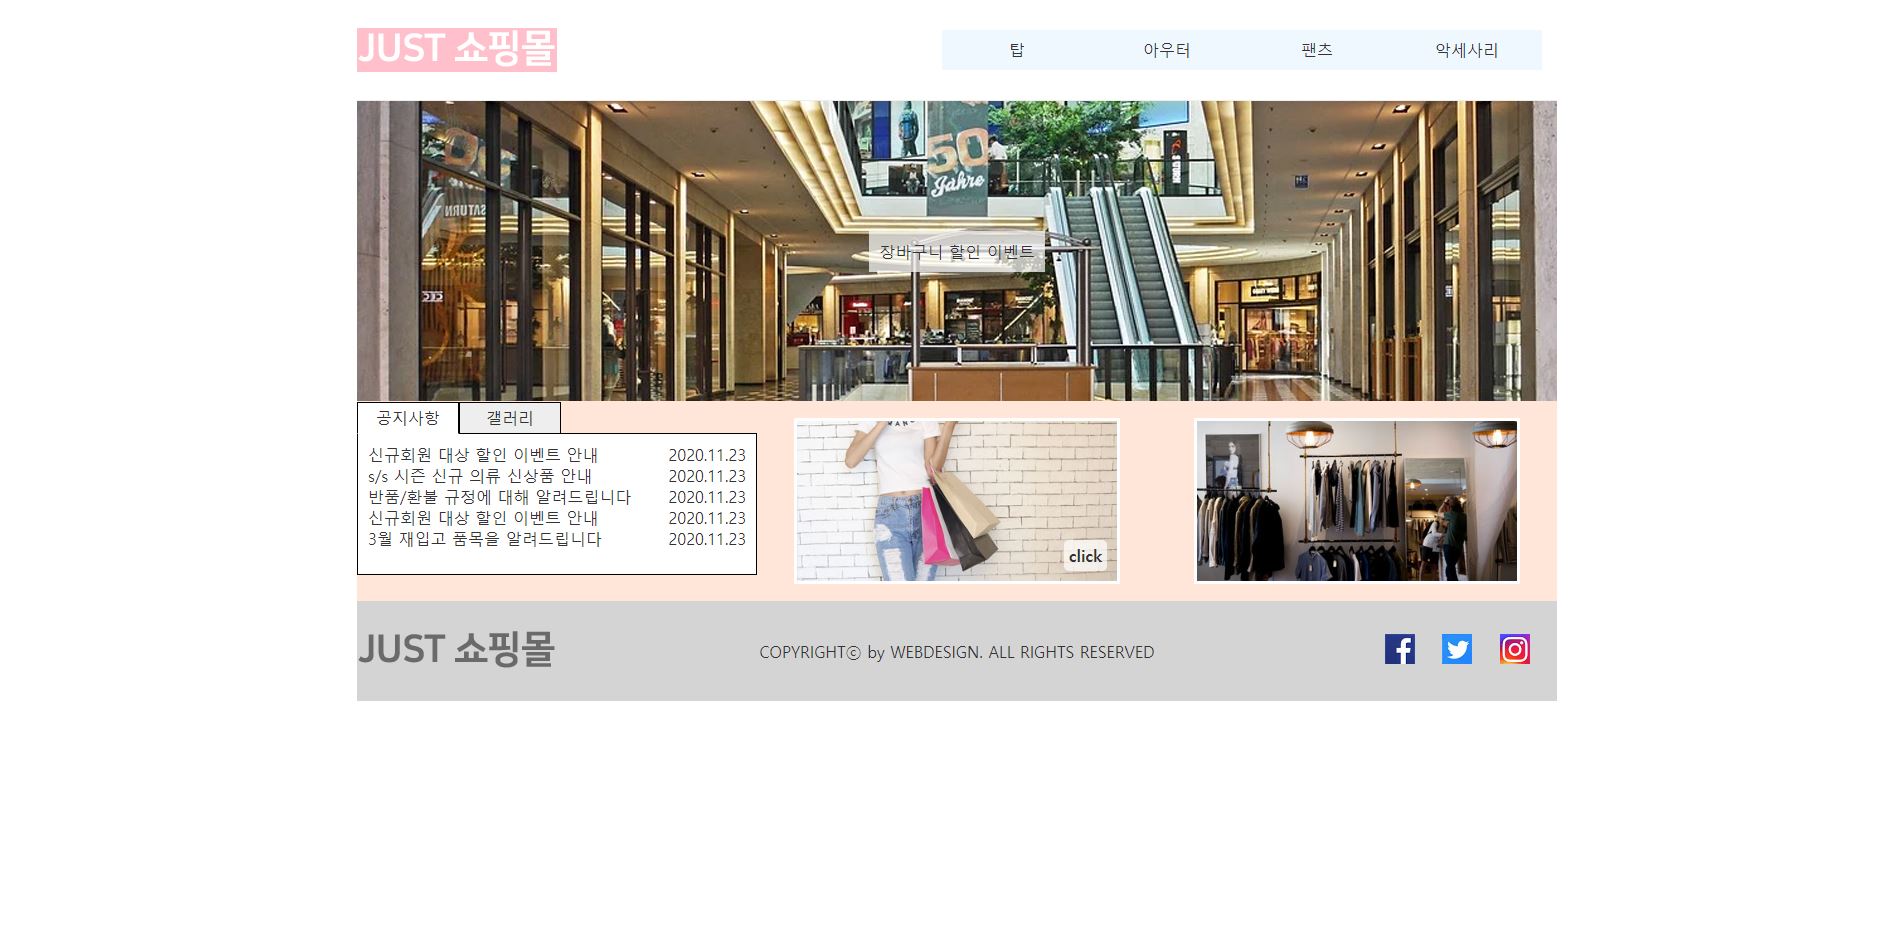 JUST 쇼핑몰
탑 아우터 팬츠 악세사리
50
Jahre
SATURN
장바구니 할인 이벤트
공지사항 갤러리
신규회원 대상 할인 이벤트 안내 2020.11.23
s/s 시즌 신규 의류 신상품 안내 2020.11.23
반품/환불 규정에 대해 알려드립니다 2020.11.23
신규회원 대상 할인 이벤트 안내 2020.11.23
3월 재입고 품목을 알려드립니다 2020.11.23
click
JUST 쇼핑몰
COPYRIGHTⓒ by WEBDESIGN. ALL RIGHTS RESERVED